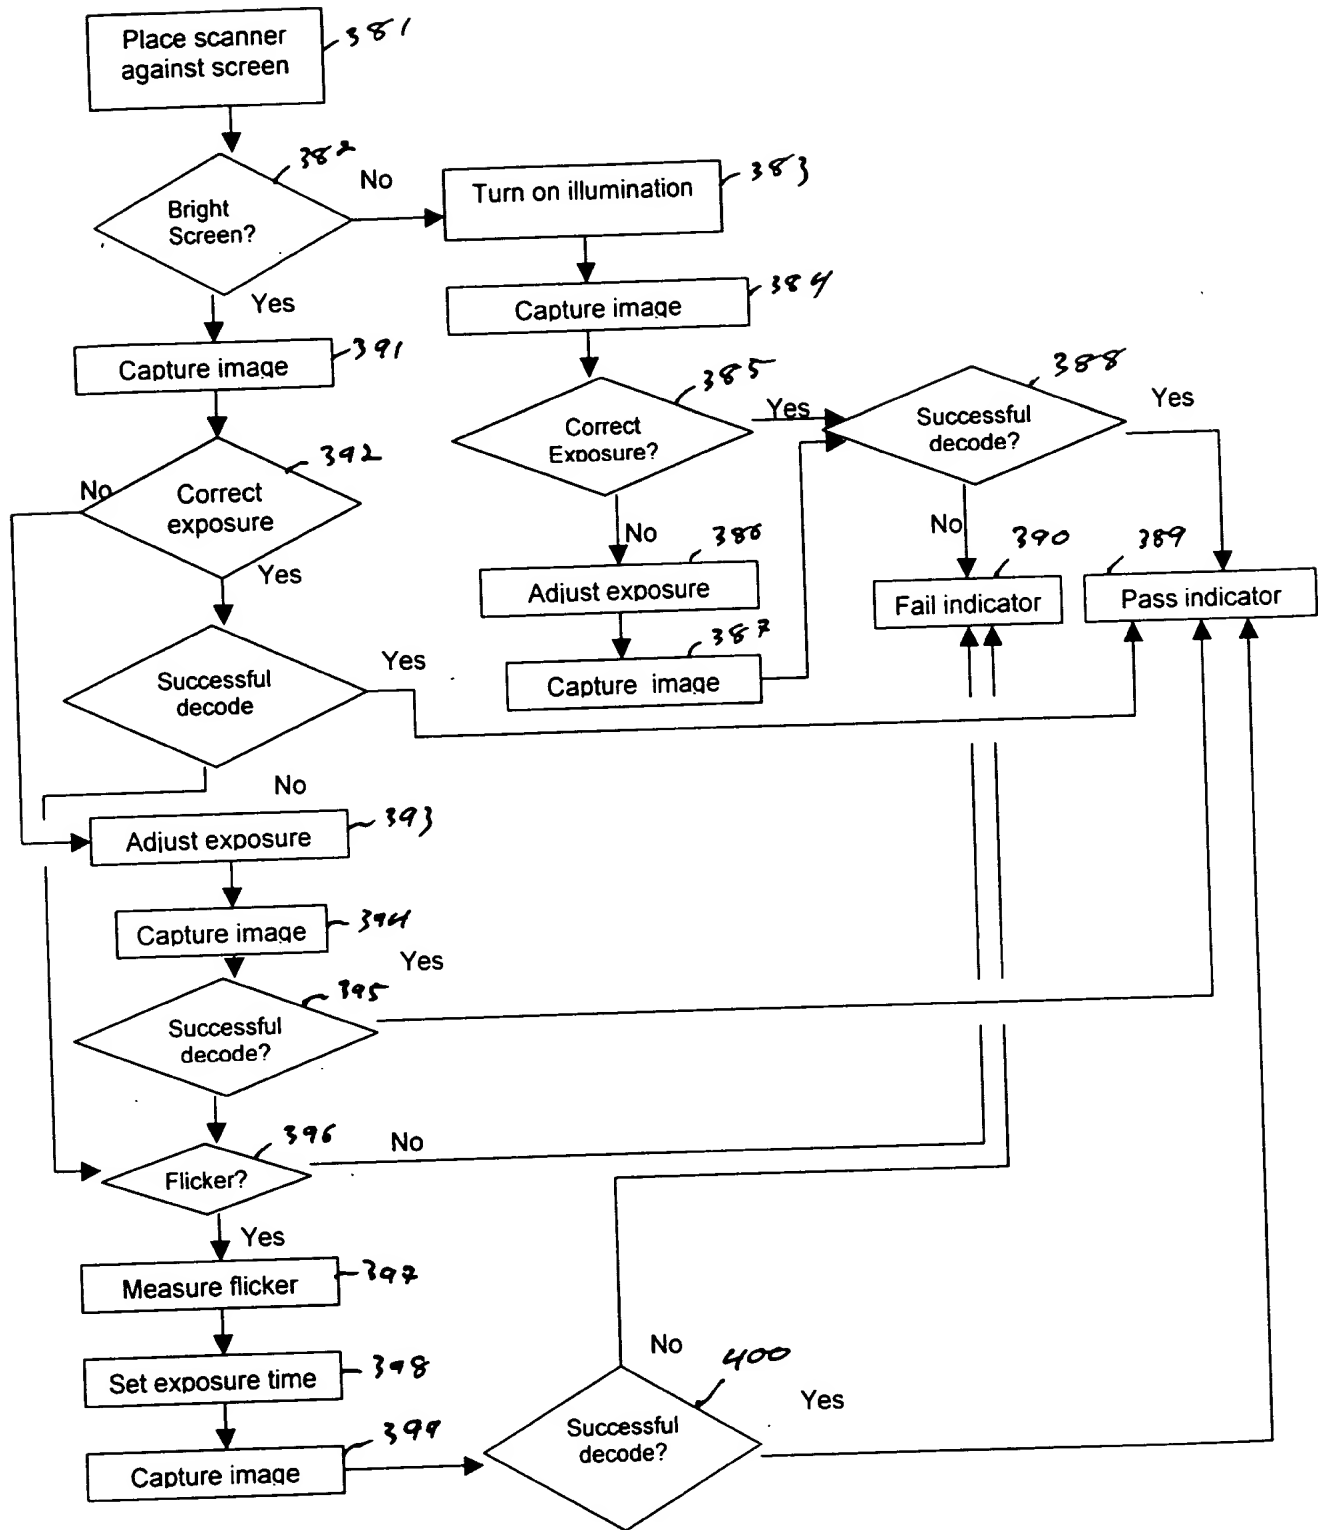 Place scanner
against screen
381
382
Bright
Screen?
No
Turn on illumination
383
Yes
Capture image
384
Capture image
391
385
Correct
Exposure?
Yes
388
Successful
decode?
Yes
392
No
Correct
exposure
Yes
No
386
Adjust exposure
387
Capture image
No
390
Fail indicator
389
Pass indicator
Successful
decode
Yes
No
Adjust exposure
393
Capture image
394
Yes
395
Successful
decode?
396
Flicker?
No
Yes
Measure flicker
397
Set exposure time
398
399
Capture image
No
400
Successful
decode?
Yes